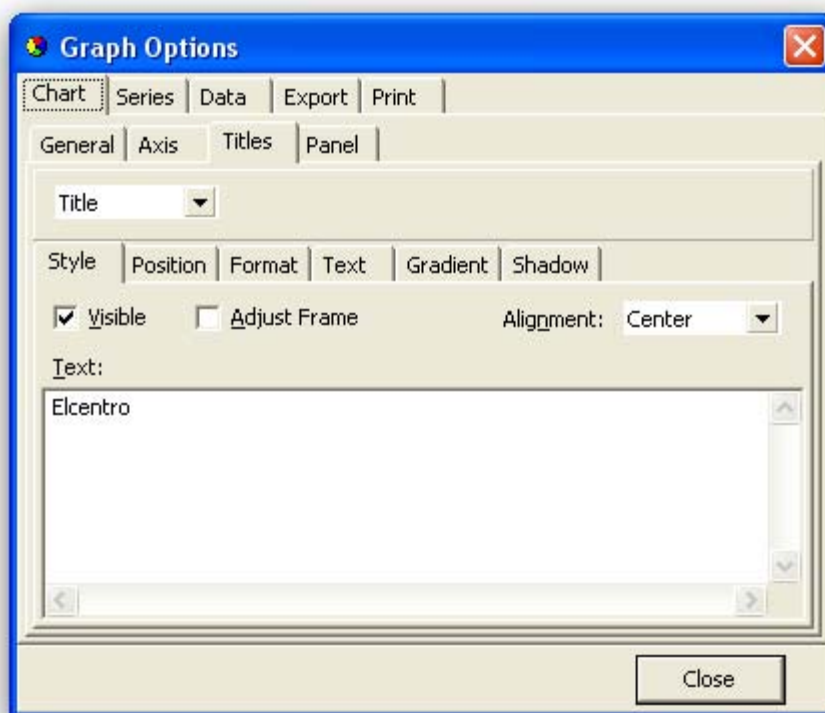 Graph Options
Chart Series Data Export Print
General Axis Titles Panel
Title
Style Position Format Text Gradient Shadow
Visible Adjust Frame Alignment: Center
Text:
Elcentro
Close